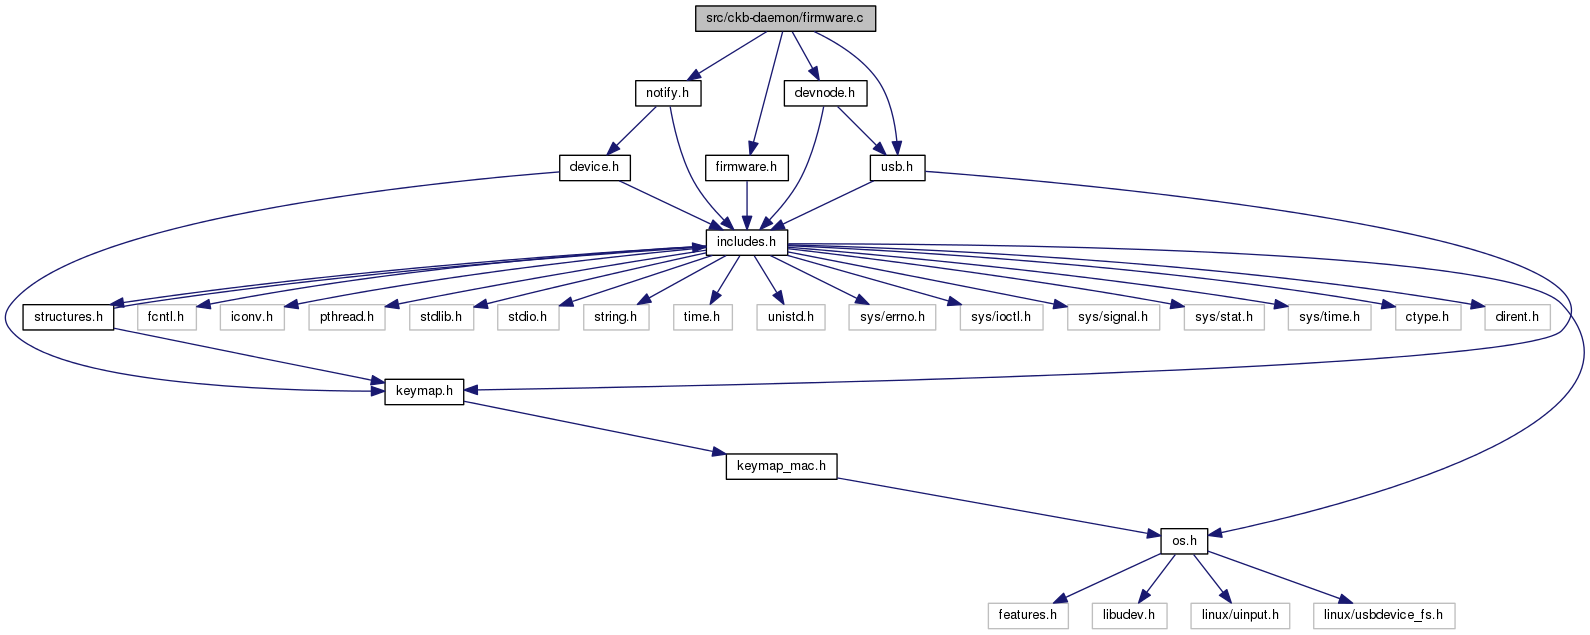 src/ckb-daemon/firmware.c
notify.h
devnode.h
device.h
firmware.h
usb.h
includes.h
structures.h
fcntl.h
iconv.h
pthread.h
stdlib.h
stdio.h
string.h
time.h
unistd.h
sys/errno.h
sys/ioctl.h
sys/signal.h
sys/stat.h
sys/time.h
ctype.h
dirent.h
keymap.h
keymap_mac.h
os.h
features.h
libudev.h
linux/uinput.h
linux/usbdevice_fs.h